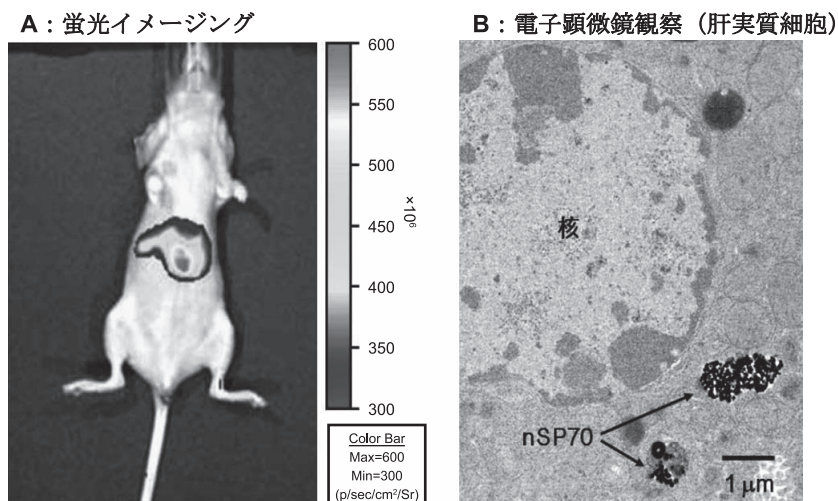 A：蛍光イメージング
600
550
500
450
400
350
300
×10⁶
Color Bar
Max=600
Min=300
(p/sec/cm²/Sr)
B：電子顕微鏡観察（肝実質細胞）
核
nSP70
1 μm